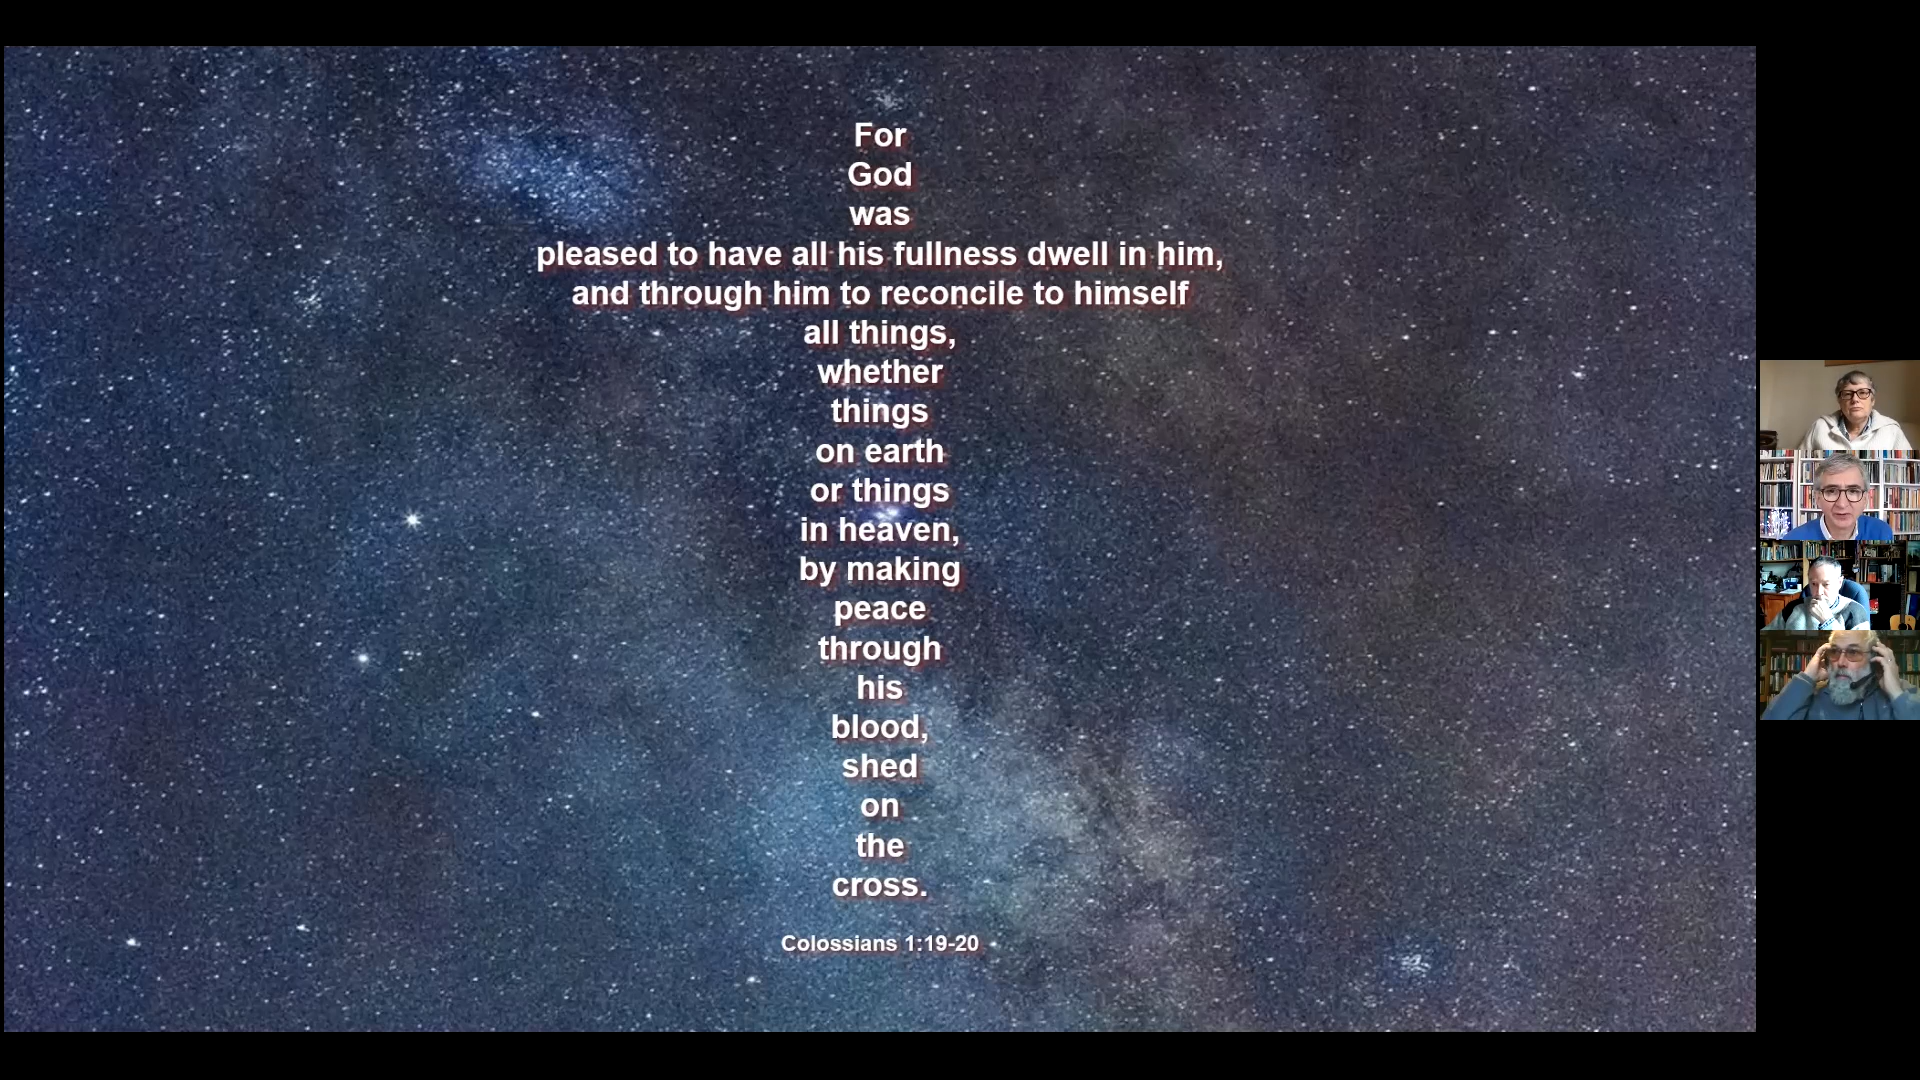 For
God
was
pleased to have all his fullness dwell in him,
and through him to reconcile to himself
all things,
whether
things
on earth
or things
in heaven,
by making
peace
through
his
blood,
shed
on
the
cross.
Colossians 1:19-20